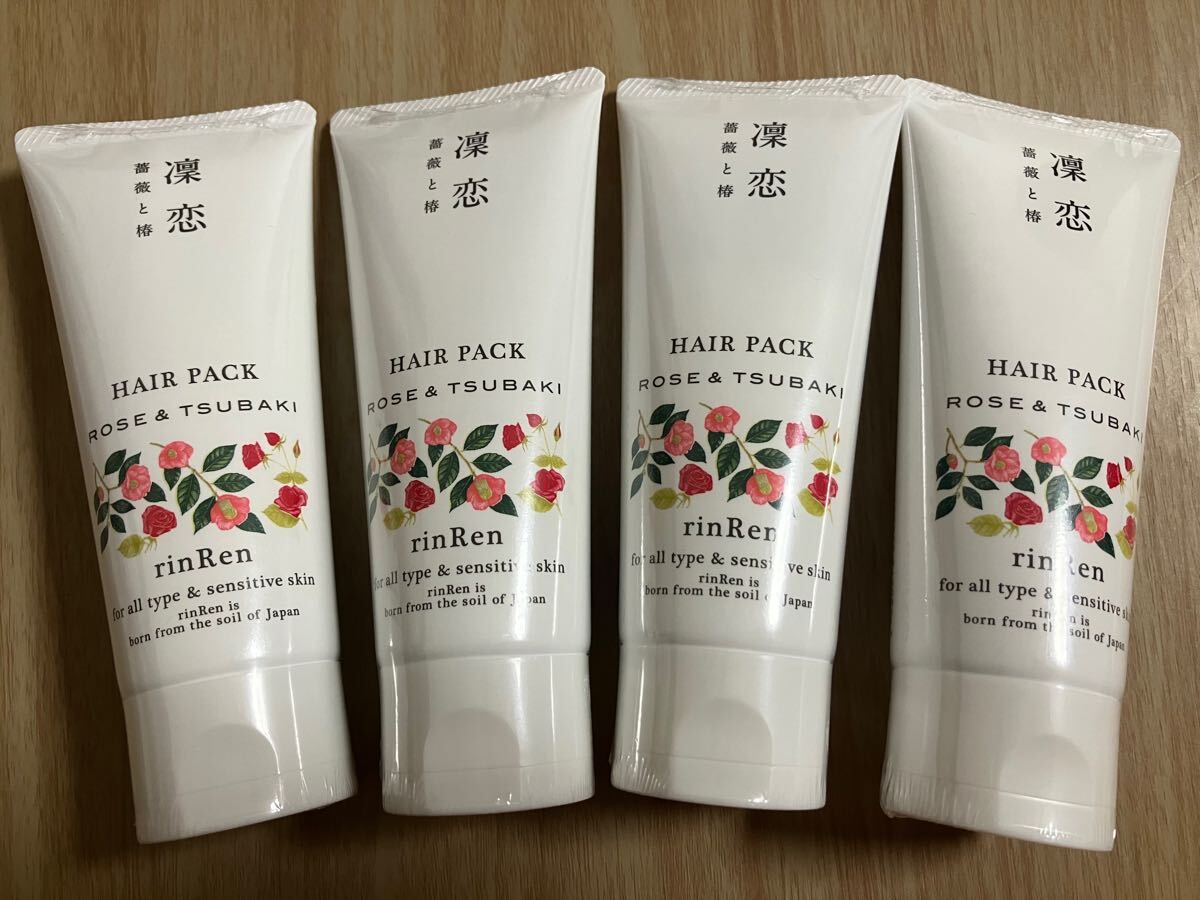 凜恋
薔薇と椿
HAIR PACK
ROSE & TSUBAKI
rinRen
for all type & sensitive skin
rinRen is
born from the soil of Japan
凜恋
薔薇と椿
HAIR PACK
ROSE & TSUBAKI
rinRen
for all type & sensitive skin
rinRen is
born from the soil of Japan
凜恋
薔薇と椿
HAIR PACK
ROSE & TSUBAKI
rinRen
for all type & sensitive skin
rinRen is
born from the soil of Japan
凜恋
薔薇と椿
HAIR PACK
ROSE & TSUBAKI
rinRen
for all type & sensitive skin
rinRen is
born from the soil of Japan